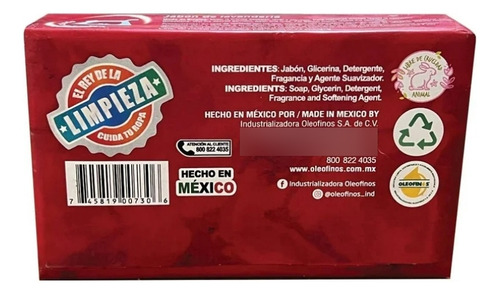 EL REY DE LA
LIMPIEZA
CUIDA TU ROPA
INGREDIENTES: Jabón, Glicerina, Detergente,
Fragancia y Agente Suavizador.
INGREDIENTS: Soap, Glycerin, Detergent,
Fragrance and Softening Agent.
HECHO EN MÉXICO POR / MADE IN MEXICO BY
Industrializadora Oleofinos S.A. de C.V.
800 822 4035
www.oleofinos.com.mx
Industrializadora Oleofinos
@oleofinos_ind
ATENCIÓN AL CLIENTE
800 822 4035
HECHO EN
MÉXICO
7 45819 00730 6
LIBRE DE CRUELDAD
ANIMAL
OLEOFINOS